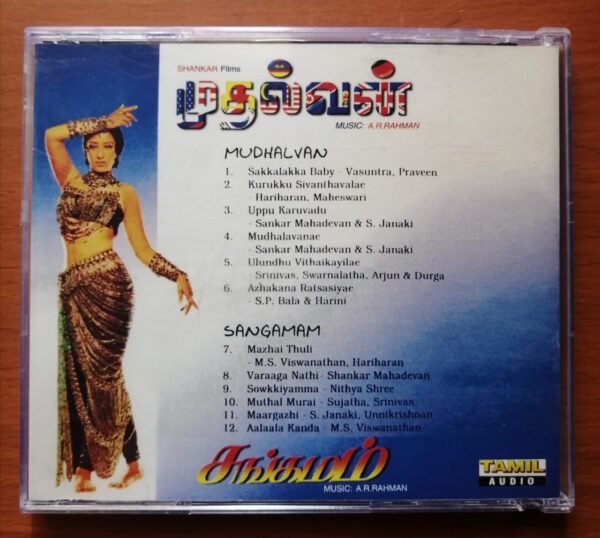 SHANKAR Films
முதல்வன்
MUSIC: A.R.RAHMAN
MUDHALVAN
1. Sakkalakka Baby - Vasuntra, Praveen
2. Kurukku Sivanthavalae
- Hariharan, Maheswari
3. Uppu Karuvadu
- Sankar Mahadevan & S. Janaki
4. Mudhalavanae
- Sankar Mahadevan & S. Janaki
5. Ulundhu Vithaikayilae
- Srinivas, Swarnalatha, Arjun & Durga
6. Azhakana Ratsasiyae
- S.P. Bala & Harini
SANGAMAM
7. Mazhai Thuli
- M.S. Viswanathan, Hariharan
8. Varaaga Nathi- Shankar Mahadevan
9. Sowkkiyamma - Nithya Shree
10. Muthal Murai - Sujatha, Srinivas
11. Maargazhi - S. Janaki, Unnikrishnan
12. Aalaala Kanda - M.S. Viswanathan
சங்கமம்
MUSIC: A.R.RAHMAN
TAMIL
AUDIO